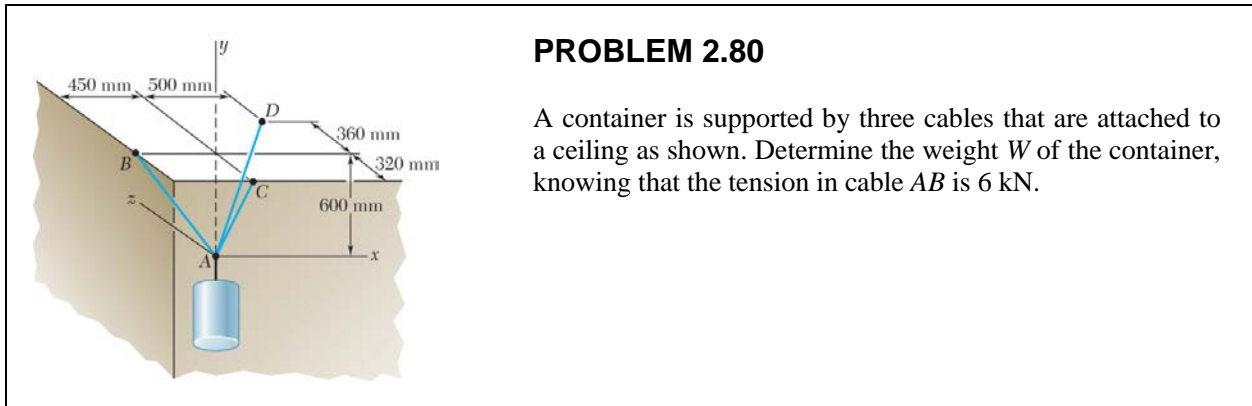 PROBLEM 2.80
A container is supported by three cables that are attached to
a ceiling as shown. Determine the weight W of the container,
knowing that the tension in cable AB is 6 kN.
y
450 mm
500 mm
D
360 mm
B
320 mm
C
z
600 mm
A
x